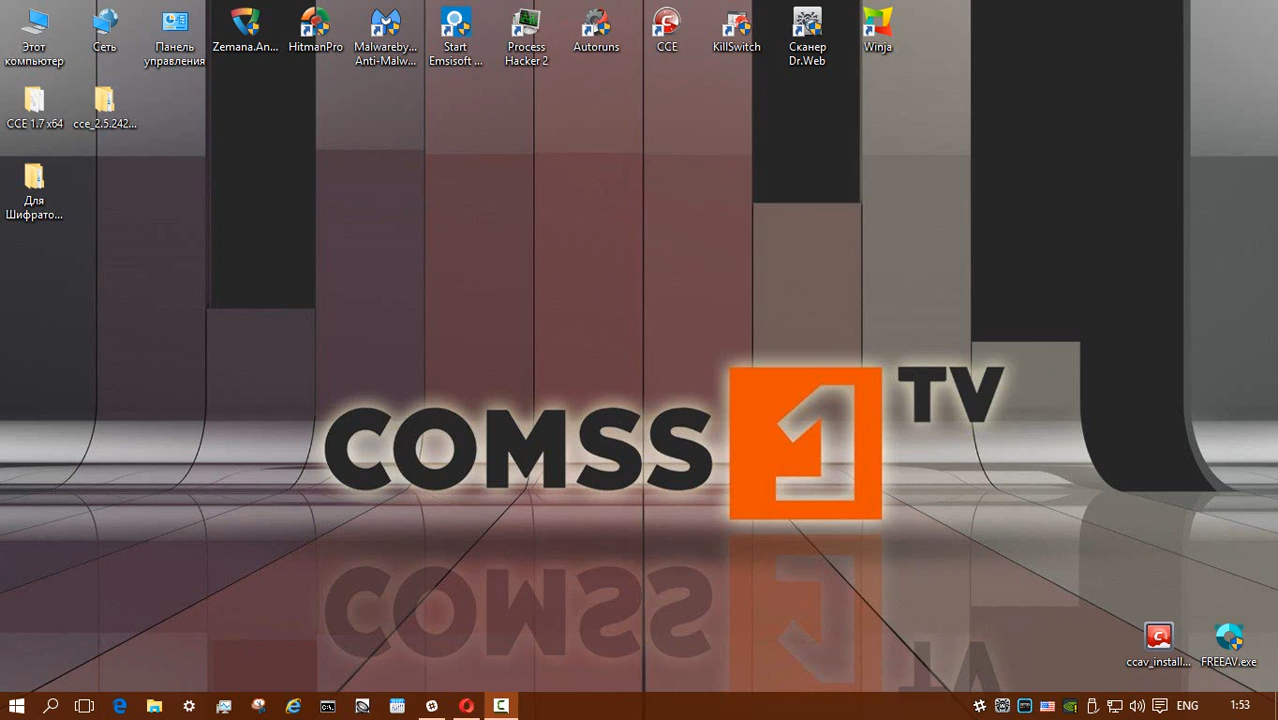 Этот
компьютер
Сеть
Панель
управления
Zemana.An...
HitmanPro
Malwareby...
Anti-Malw...
Start
Emsisoft ...
Process
Hacker 2
Autoruns
CCE
KillSwitch
Сканер
Dr.Web
Winja
CCE 1.7 x64
cce_2.5.242...
Для
Шифрато...
COMSS 1 TV
ccav_install...
FREEAV.exe
ENG
1:53